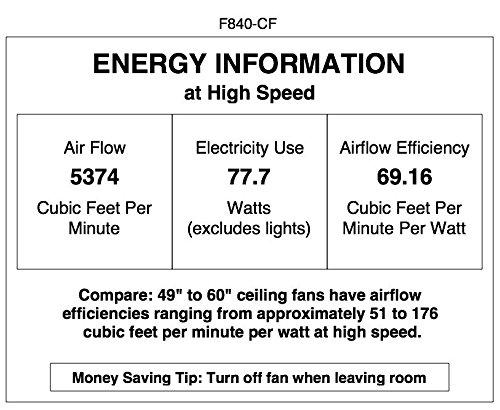 F840-CF
ENERGY INFORMATION
at High Speed
Air Flow
5374
Cubic Feet Per
Minute
Electricity Use
77.7
Watts
(excludes lights)
Airflow Efficiency
69.16
Cubic Feet Per
Minute Per Watt
Compare: 49" to 60" ceiling fans have airflow
efficiencies ranging from approximately 51 to 176
cubic feet per minute per watt at high speed.
Money Saving Tip: Turn off fan when leaving room